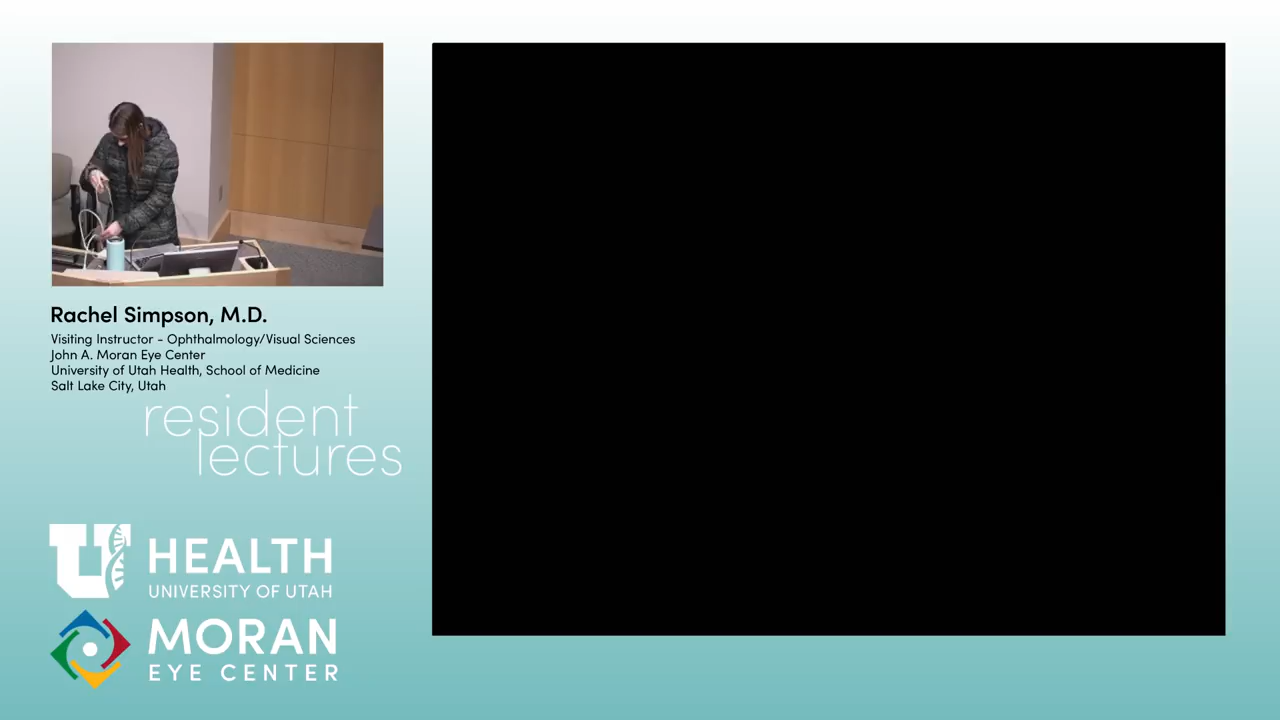 Rachel Simpson, M.D.
Visiting Instructor - Ophthalmology/Visual Sciences
John A. Moran Eye Center
University of Utah Health, School of Medicine
Salt Lake City, Utah
resident
lectures
U HEALTH
UNIVERSITY OF UTAH
MORAN
EYE CENTER